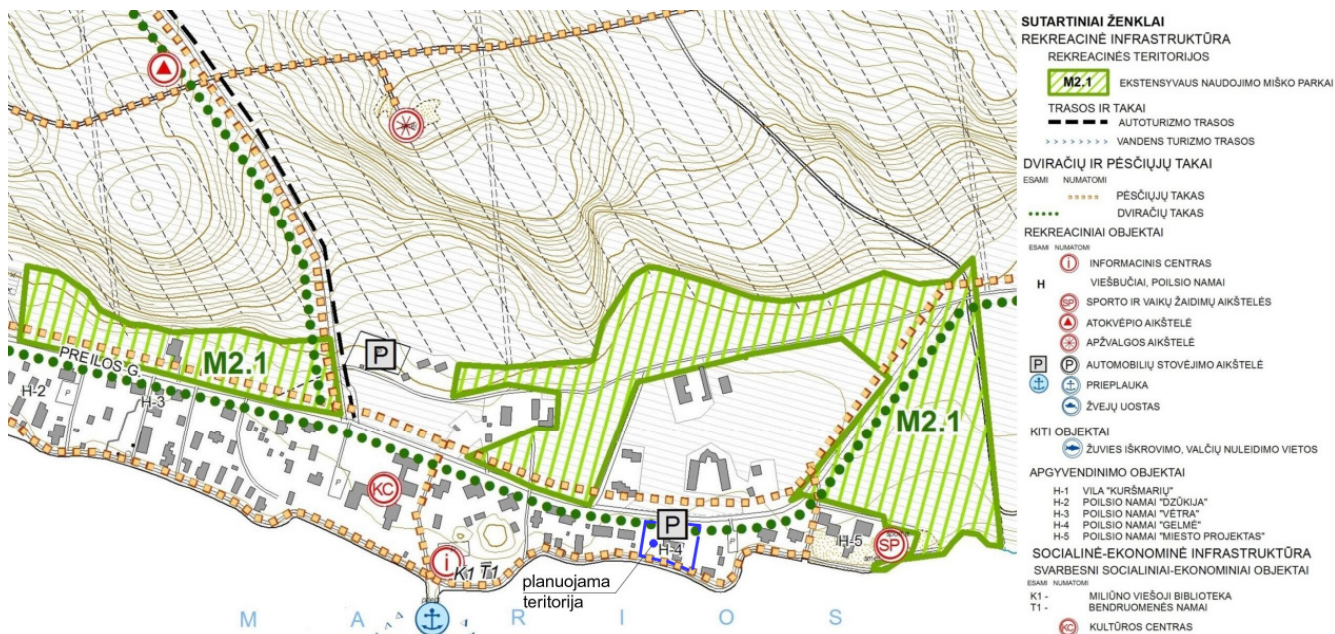 P
M2.1
PREILOS G.
H-2
P
H-3
P
KC
M2.1
P
H-4
H-5
SP
i
K1 T1
planuojama
teritorija
M A R I O S
SUTARTINIAI ŽENKLAI
REKREACINĖ INFRASTRUKTŪRA
REKREACINĖS TERITORIJOS
M2.1 EKSTENSYVAUS NAUDOJIMO MIŠKO PARKAI
TRASOS IR TAKAI
AUTOTURIZMO TRASOS
VANDENS TURIZMO TRASOS
DVIRAČIŲ IR PĖSČIŲJŲ TAKAI
ESAMI NUMATOMI
PĖSČIŲJŲ TAKAS
DVIRAČIŲ TAKAS
REKREACINIAI OBJEKTAI
ESAMI NUMATOMI
i INFORMACINIS CENTRAS
H VIEŠBUČIAI, POILSIO NAMAI
SP SPORTO IR VAIKŲ ŽAIDIMŲ AIKŠTELĖS
ATOKVĖPIO AIKŠTELĖ
APŽVALGOS AIKŠTELĖ
P P AUTOMOBILIŲ STOVĖJIMO AIKŠTELĖ
PRIEPLAUKA
ŽVEJŲ UOSTAS
KITI OBJEKTAI
ŽUVIES IŠKROVIMO, VALČIŲ NULEIDIMO VIETOS
APGYVENDINIMO OBJEKTAI
H-1 VILA "KURŠMARIŲ"
H-2 POILSIO NAMAI "DZŪKIJA"
H-3 POILSIO NAMAI "VĖTRA"
H-4 POILSIO NAMAI "GELMĖ"
H-5 POILSIO NAMAI "MIESTO PROJEKTAS"
SOCIALINĖ-EKONOMINĖ INFRASTRUKTŪRA
SVARBESNI SOCIALINIAI-EKONOMINIAI OBJEKTAI
ESAMI NUMATOMI
K1 - MILIŪNO VIEŠOJI BIBLIOTEKA
T1 - BENDRUOMENĖS NAMAI
KC KULTŪROS CENTRAS